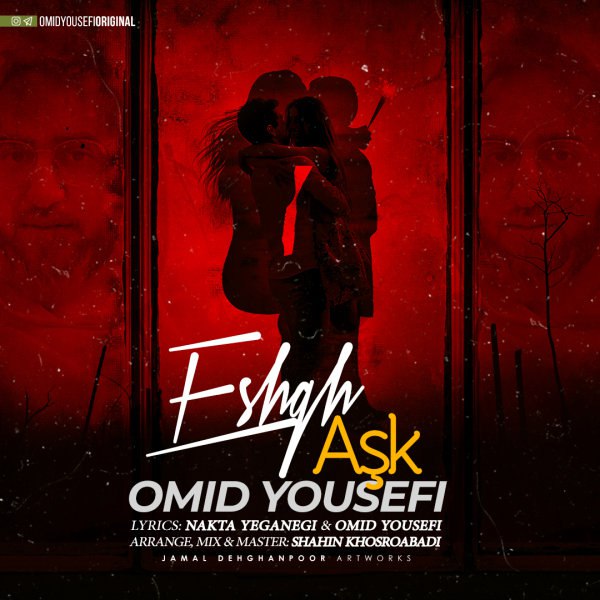 OMIDYOUSEFIORIGINAL
Eshgh
Aşk
OMID YOUSEFI
LYRICS: NAKTA YEGANEGI & OMID YOUSEFI
ARRANGE, MIX & MASTER: SHAHIN KHOSROABADI
JAMAL DEHGHANPOOR ARTWORKS